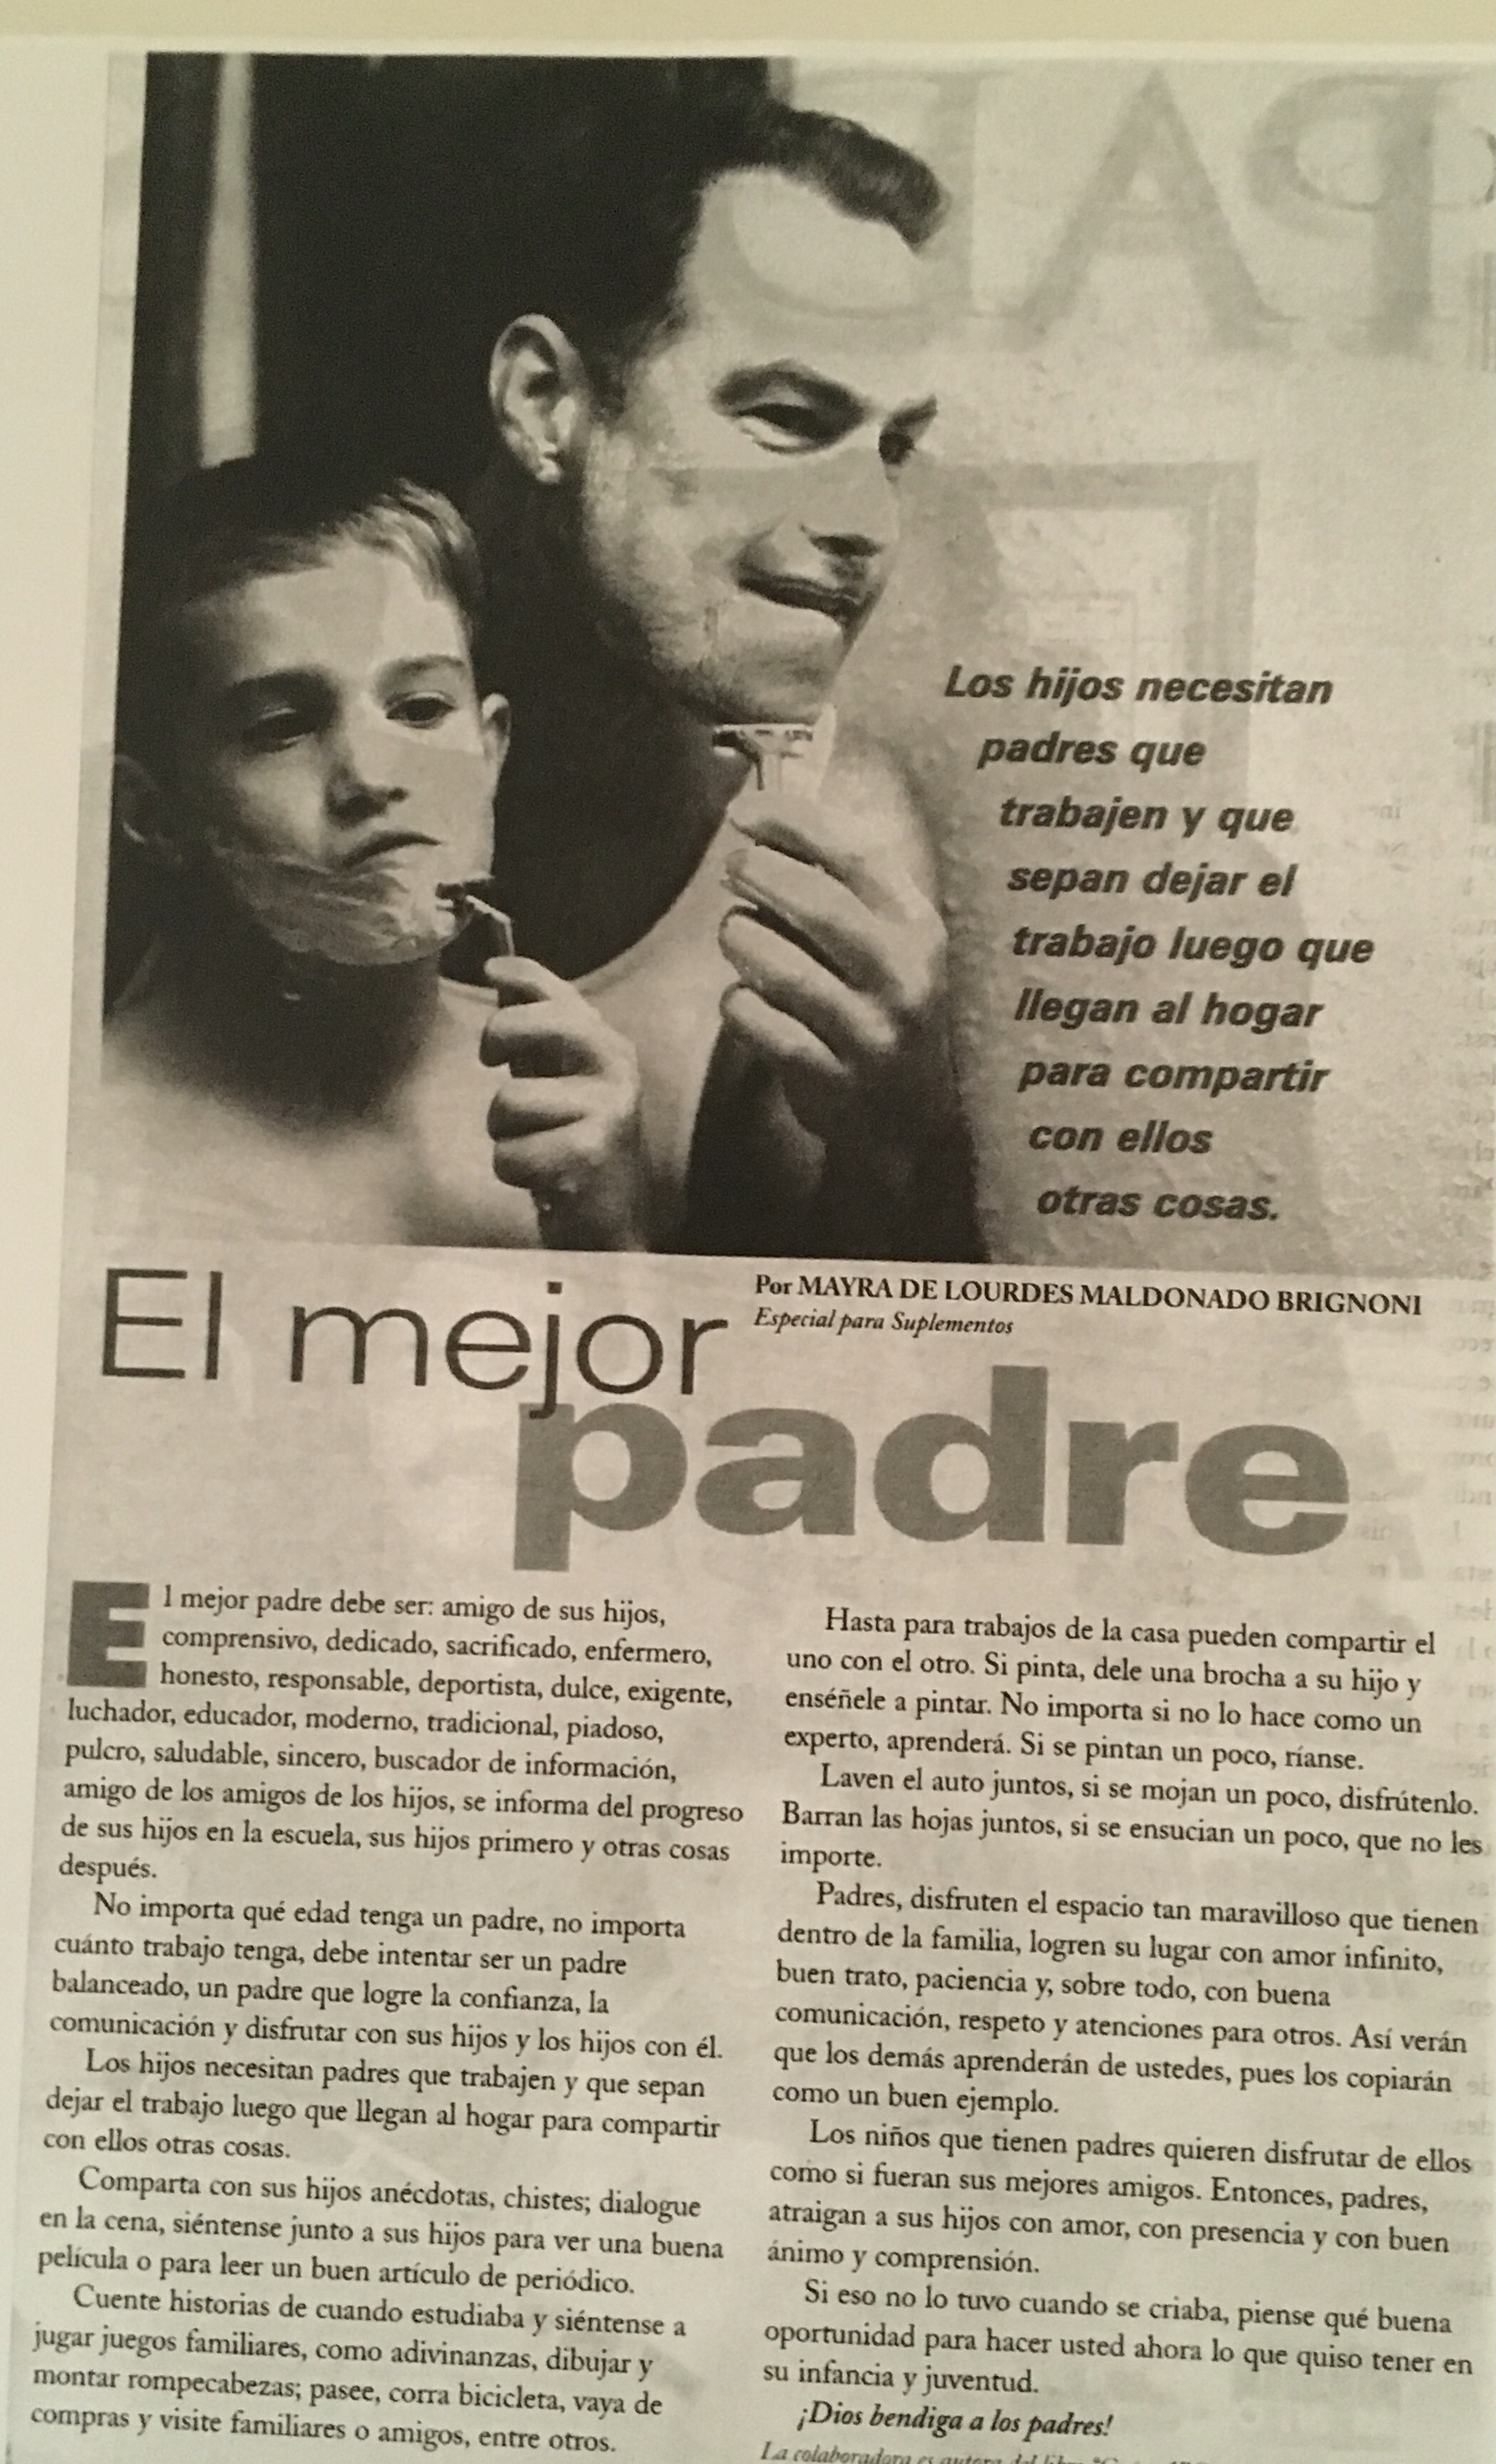 Los hijos necesitan
padres que
trabajen y que
sepan dejar el
trabajo luego que
llegan al hogar
para compartir
con ellos
otras cosas.
El mejor
padre
Por MAYRA DE LOURDES MALDONADO BRIGNONI
Especial para Suplementos
El mejor padre debe ser: amigo de sus hijos,
comprensivo, dedicado, sacrificado, enfermero,
honesto, responsable, deportista, dulce, exigente,
luchador, educador, moderno, tradicional, piadoso,
pulcro, saludable, sincero, buscador de información,
amigo de los amigos de los hijos, se informa del progreso
de sus hijos en la escuela, sus hijos primero y otras cosas
después.
No importa qué edad tenga un padre, no importa
cuánto trabajo tenga, debe intentar ser un padre
balanceado, un padre que logre la confianza, la
comunicación y disfrutar con sus hijos y los hijos con él.
Los hijos necesitan padres que trabajen y que sepan
dejar el trabajo luego que llegan al hogar para compartir
con ellos otras cosas.
Comparta con sus hijos anécdotas, chistes; dialogue
en la cena, siéntense junto a sus hijos para ver una buena
película o para leer un buen artículo de periódico.
Cuente historias de cuando estudiaba y siéntense a
jugar juegos familiares, como adivinanzas, dibujar y
montar rompecabezas; pasee, corra bicicleta, vaya de
compras y visite familiares o amigos, entre otros.
Hasta para trabajos de la casa pueden compartir el
uno con el otro. Si pinta, dele una brocha a su hijo y
enséñele a pintar. No importa si no lo hace como un
experto, aprenderá. Si se pintan un poco, ríanse.
Laven el auto juntos, si se mojan un poco, disfrútenlo.
Barran las hojas juntos, si se ensucian un poco, que no les
importe.
Padres, disfruten el espacio tan maravilloso que tienen
dentro de la familia, logren su lugar con amor infinito,
buen trato, paciencia y, sobre todo, con buena
comunicación, respeto y atenciones para otros. Así verán
que los demás aprenderán de ustedes, pues los copiarán
como un buen ejemplo.
Los niños que tienen padres quieren disfrutar de ellos
como si fueran sus mejores amigos. Entonces, padres,
atraigan a sus hijos con amor, con presencia y con buen
ánimo y comprensión.
Si eso no lo tuvo cuando se criaba, piense qué buena
oportunidad para hacer usted ahora lo que quiso tener en
su infancia y juventud.
¡Dios bendiga a los padres!
La colaboradora es autora del libro